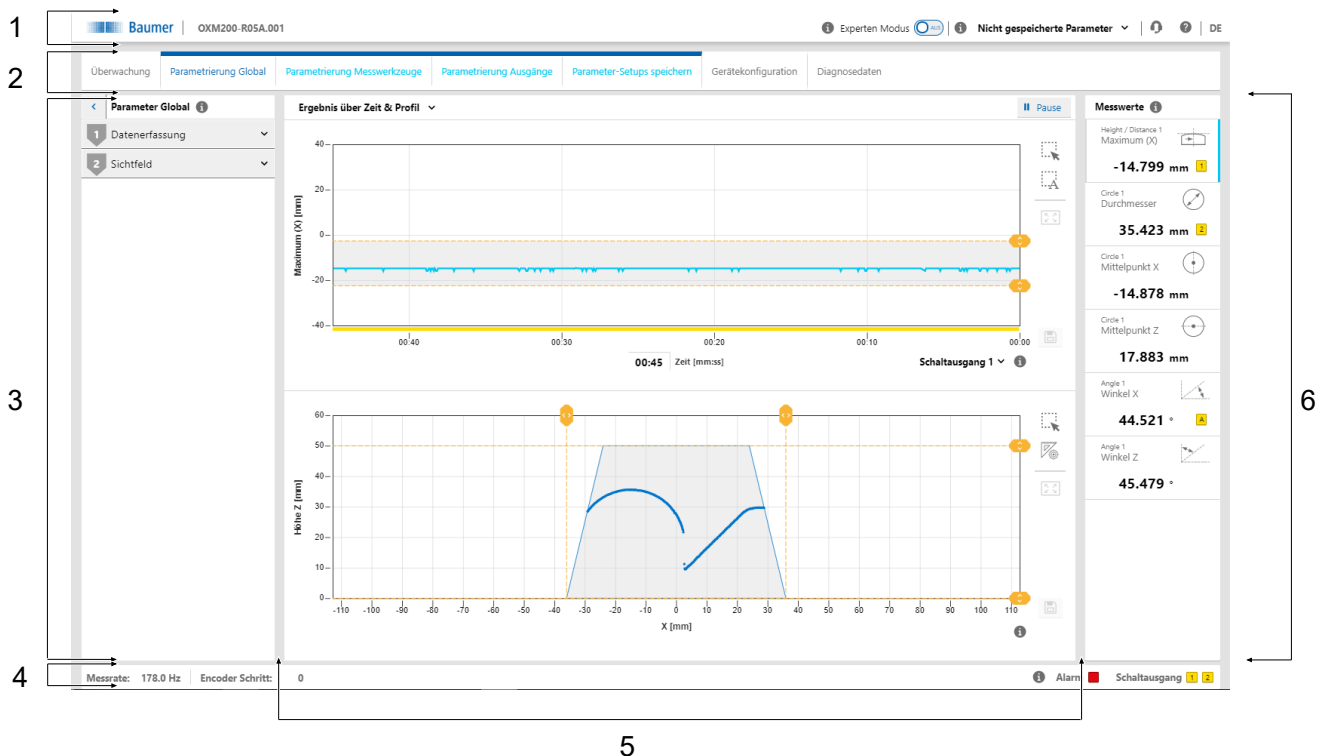 1
Baumer OXM200-R05A.001 Experten Modus AUS Nicht gespeicherte Parameter DE
2
Überwachung Parametrierung Global Parametrierung Messwerkzeuge Parametrierung Ausgänge Parameter-Setups speichern Gerätekonfiguration Diagnosedaten
3
Parameter Global
1 Datenerfassung
2 Sichtfeld
Ergebnis über Zeit & Profil Pause
Maximum (X) [mm]
40
20
0
-20
-40
00:40 00:30 00:20 00:10 00:00
00:45 Zeit [mm:ss] Schaltausgang 1
A
Höhe Z [mm]
60
50
40
30
20
10
0
-110 -100 -90 -80 -70 -60 -50 -40 -30 -20 -10 0 10 20 30 40 50 60 70 80 90 100 110
X [mm]
Messwerte
Height / Distance 1
Maximum (X)
-14.799 mm 1
Circle 1
Durchmesser
35.423 mm 2
Circle 1
Mittelpunkt X
-14.878 mm
Circle 1
Mittelpunkt Z
17.883 mm
Angle 1
Winkel X
44.521 ° A
Angle 1
Winkel Z
45.479 °
6
4
Messrate: 178.0 Hz Encoder Schritt: 0 Alarm Schaltausgang 1 2
5